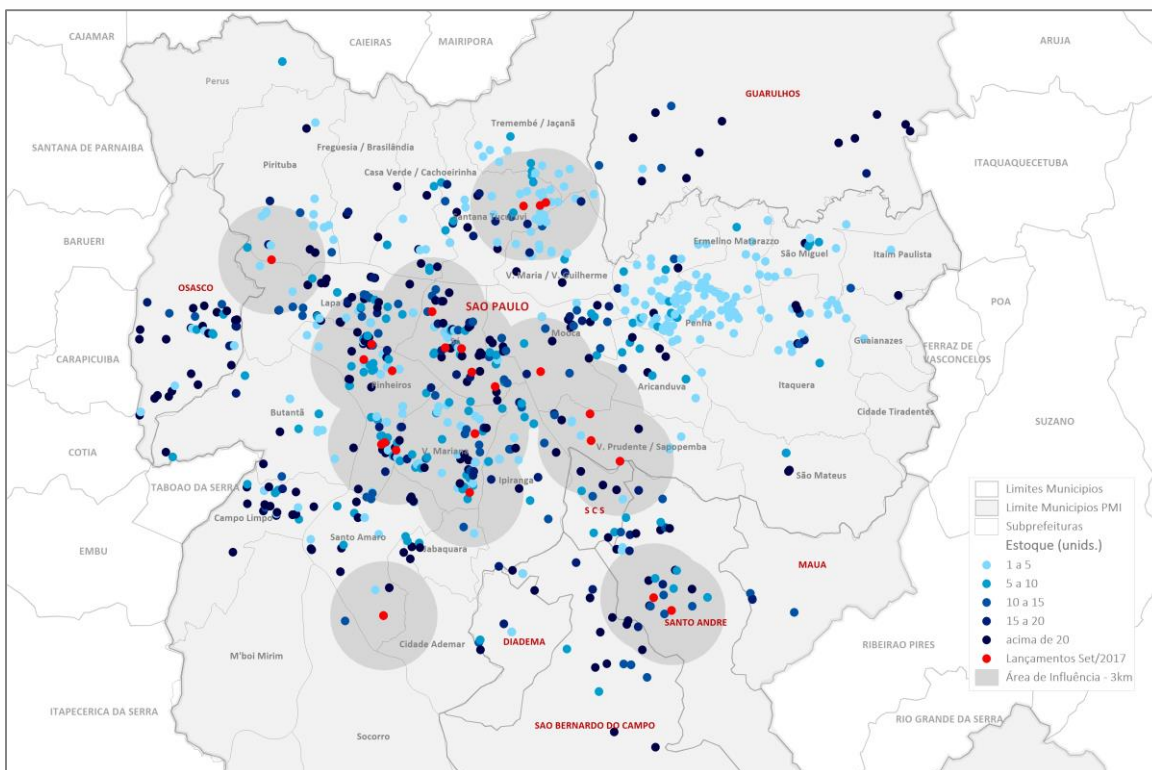 CAJAMAR
CAIEIRAS
MAIRIPORA
ARUJA
Perus
GUARULHOS
Tremembé / Jaçanã
SANTANA DE PARNAIBA
Freguesia / Brasilândia
Pirituba
ITAQUAQUECETUBA
Casa Verde / Cachoeirinha
Santana Tucuruvi
BARUERI
Ermelino Matarazzo
São Miguel
Itaim Paulista
V. Maria / V. Guilherme
OSASCO
Lapa
SAO PAULO
POA
Penha
Mooca
Sé
Guaianazes
FERRAZ DE
VASCONCELOS
CARAPICUIBA
Pinheiros
Aricanduva
Itaquera
Butantã
Cidade Tiradentes
SUZANO
COTIA
V. Mariana
V. Prudente / Sapopemba
Ipiranga
São Mateus
TABOAO DA SERRA
Campo Limpo
S C S
Santo Amaro
Jabaquara
EMBU
MAUA
SANTO ANDRE
Cidade Ademar
DIADEMA
RIBEIRAO PIRES
M'boi Mirim
ITAPECERICA DA SERRA
SAO BERNARDO DO CAMPO
RIO GRANDE DA SERRA
Socorro
Limites Municipios
Limite Municipios PMI
Subprefeituras
Estoque (unids.)
1 a 5
5 a 10
10 a 15
15 a 20
acima de 20
Lançamentos Set/2017
Área de Influência - 3km